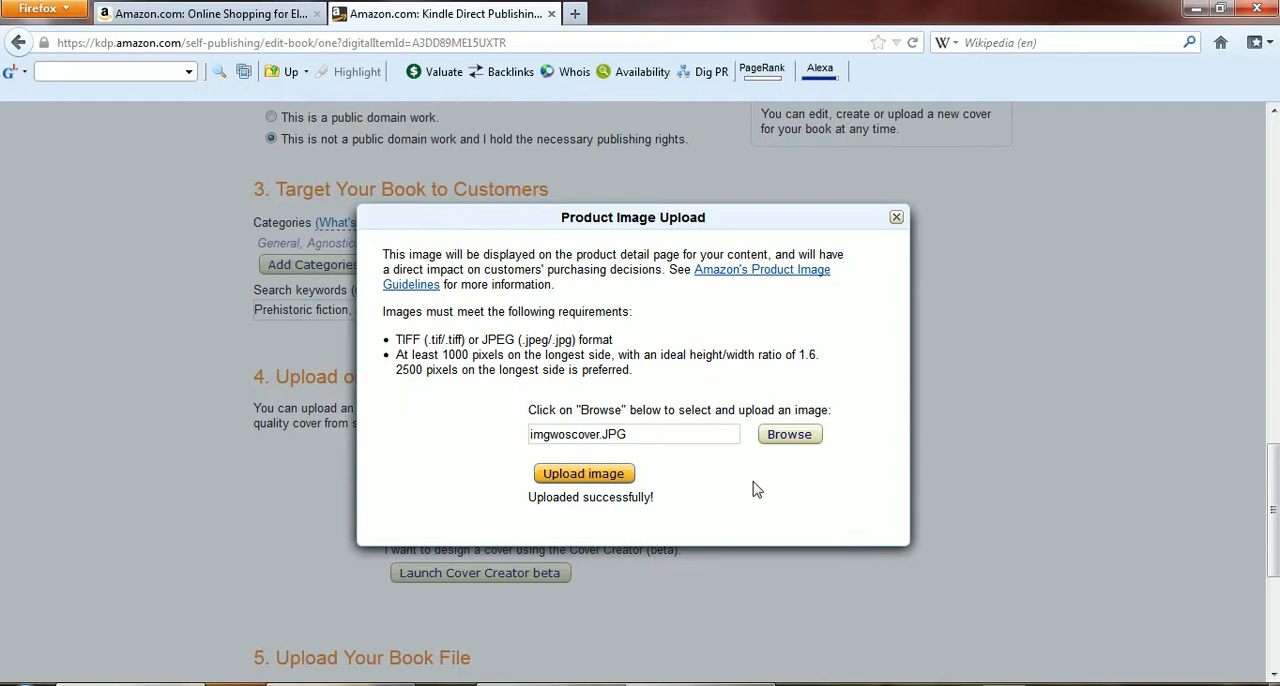 Firefox
Amazon.com: Online Shopping for El...
Amazon.com: Kindle Direct Publishin...
https://kdp.amazon.com/self-publishing/edit-book/one?digitalItemId=A3DD89ME15UXTR
Wikipedia (en)
Up
Highlight
Valuate
Backlinks
Whois
Availability
Dig PR
PageRank
Alexa
This is a public domain work.
This is not a public domain work and I hold the necessary publishing rights.
You can edit, create or upload a new cover
for your book at any time.
3. Target Your Book to Customers
Categories (What's
General, Agnostic
Add Categories
Search keywords (
Prehistoric fiction,
4. Upload o
You can upload an
quality cover from s
Product Image Upload
This image will be displayed on the product detail page for your content, and will have
a direct impact on customers' purchasing decisions. See Amazon's Product Image
Guidelines for more information.
Images must meet the following requirements:
• TIFF (.tif/.tiff) or JPEG (.jpeg/.jpg) format
• At least 1000 pixels on the longest side, with an ideal height/width ratio of 1.6.
2500 pixels on the longest side is preferred.
Click on "Browse" below to select and upload an image:
imgwoscover.JPG
Browse
Upload image
Uploaded successfully!
I want to design a cover using the Cover Creator (beta).
Launch Cover Creator beta
5. Upload Your Book File